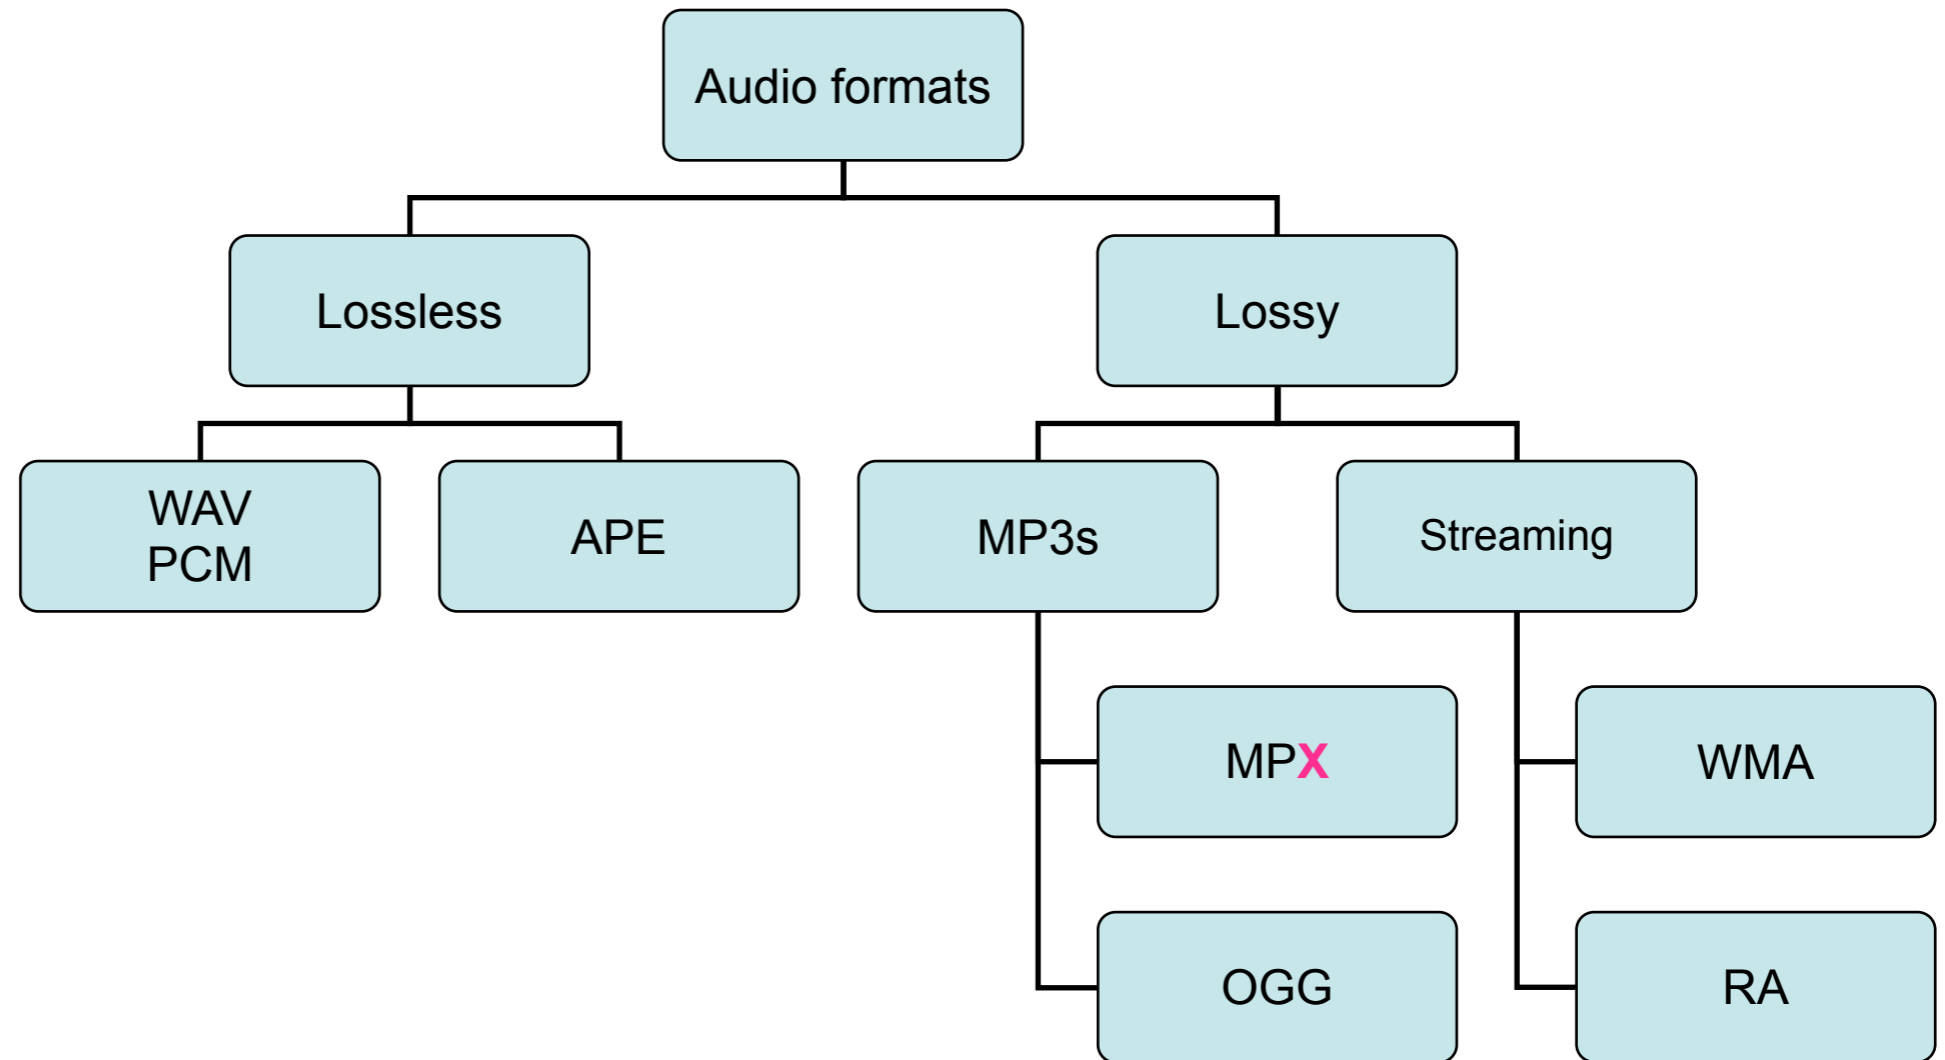 Audio formats
Lossless
Lossy
WAV
PCM
APE
MP3s
Streaming
MPX
WMA
OGG
RA